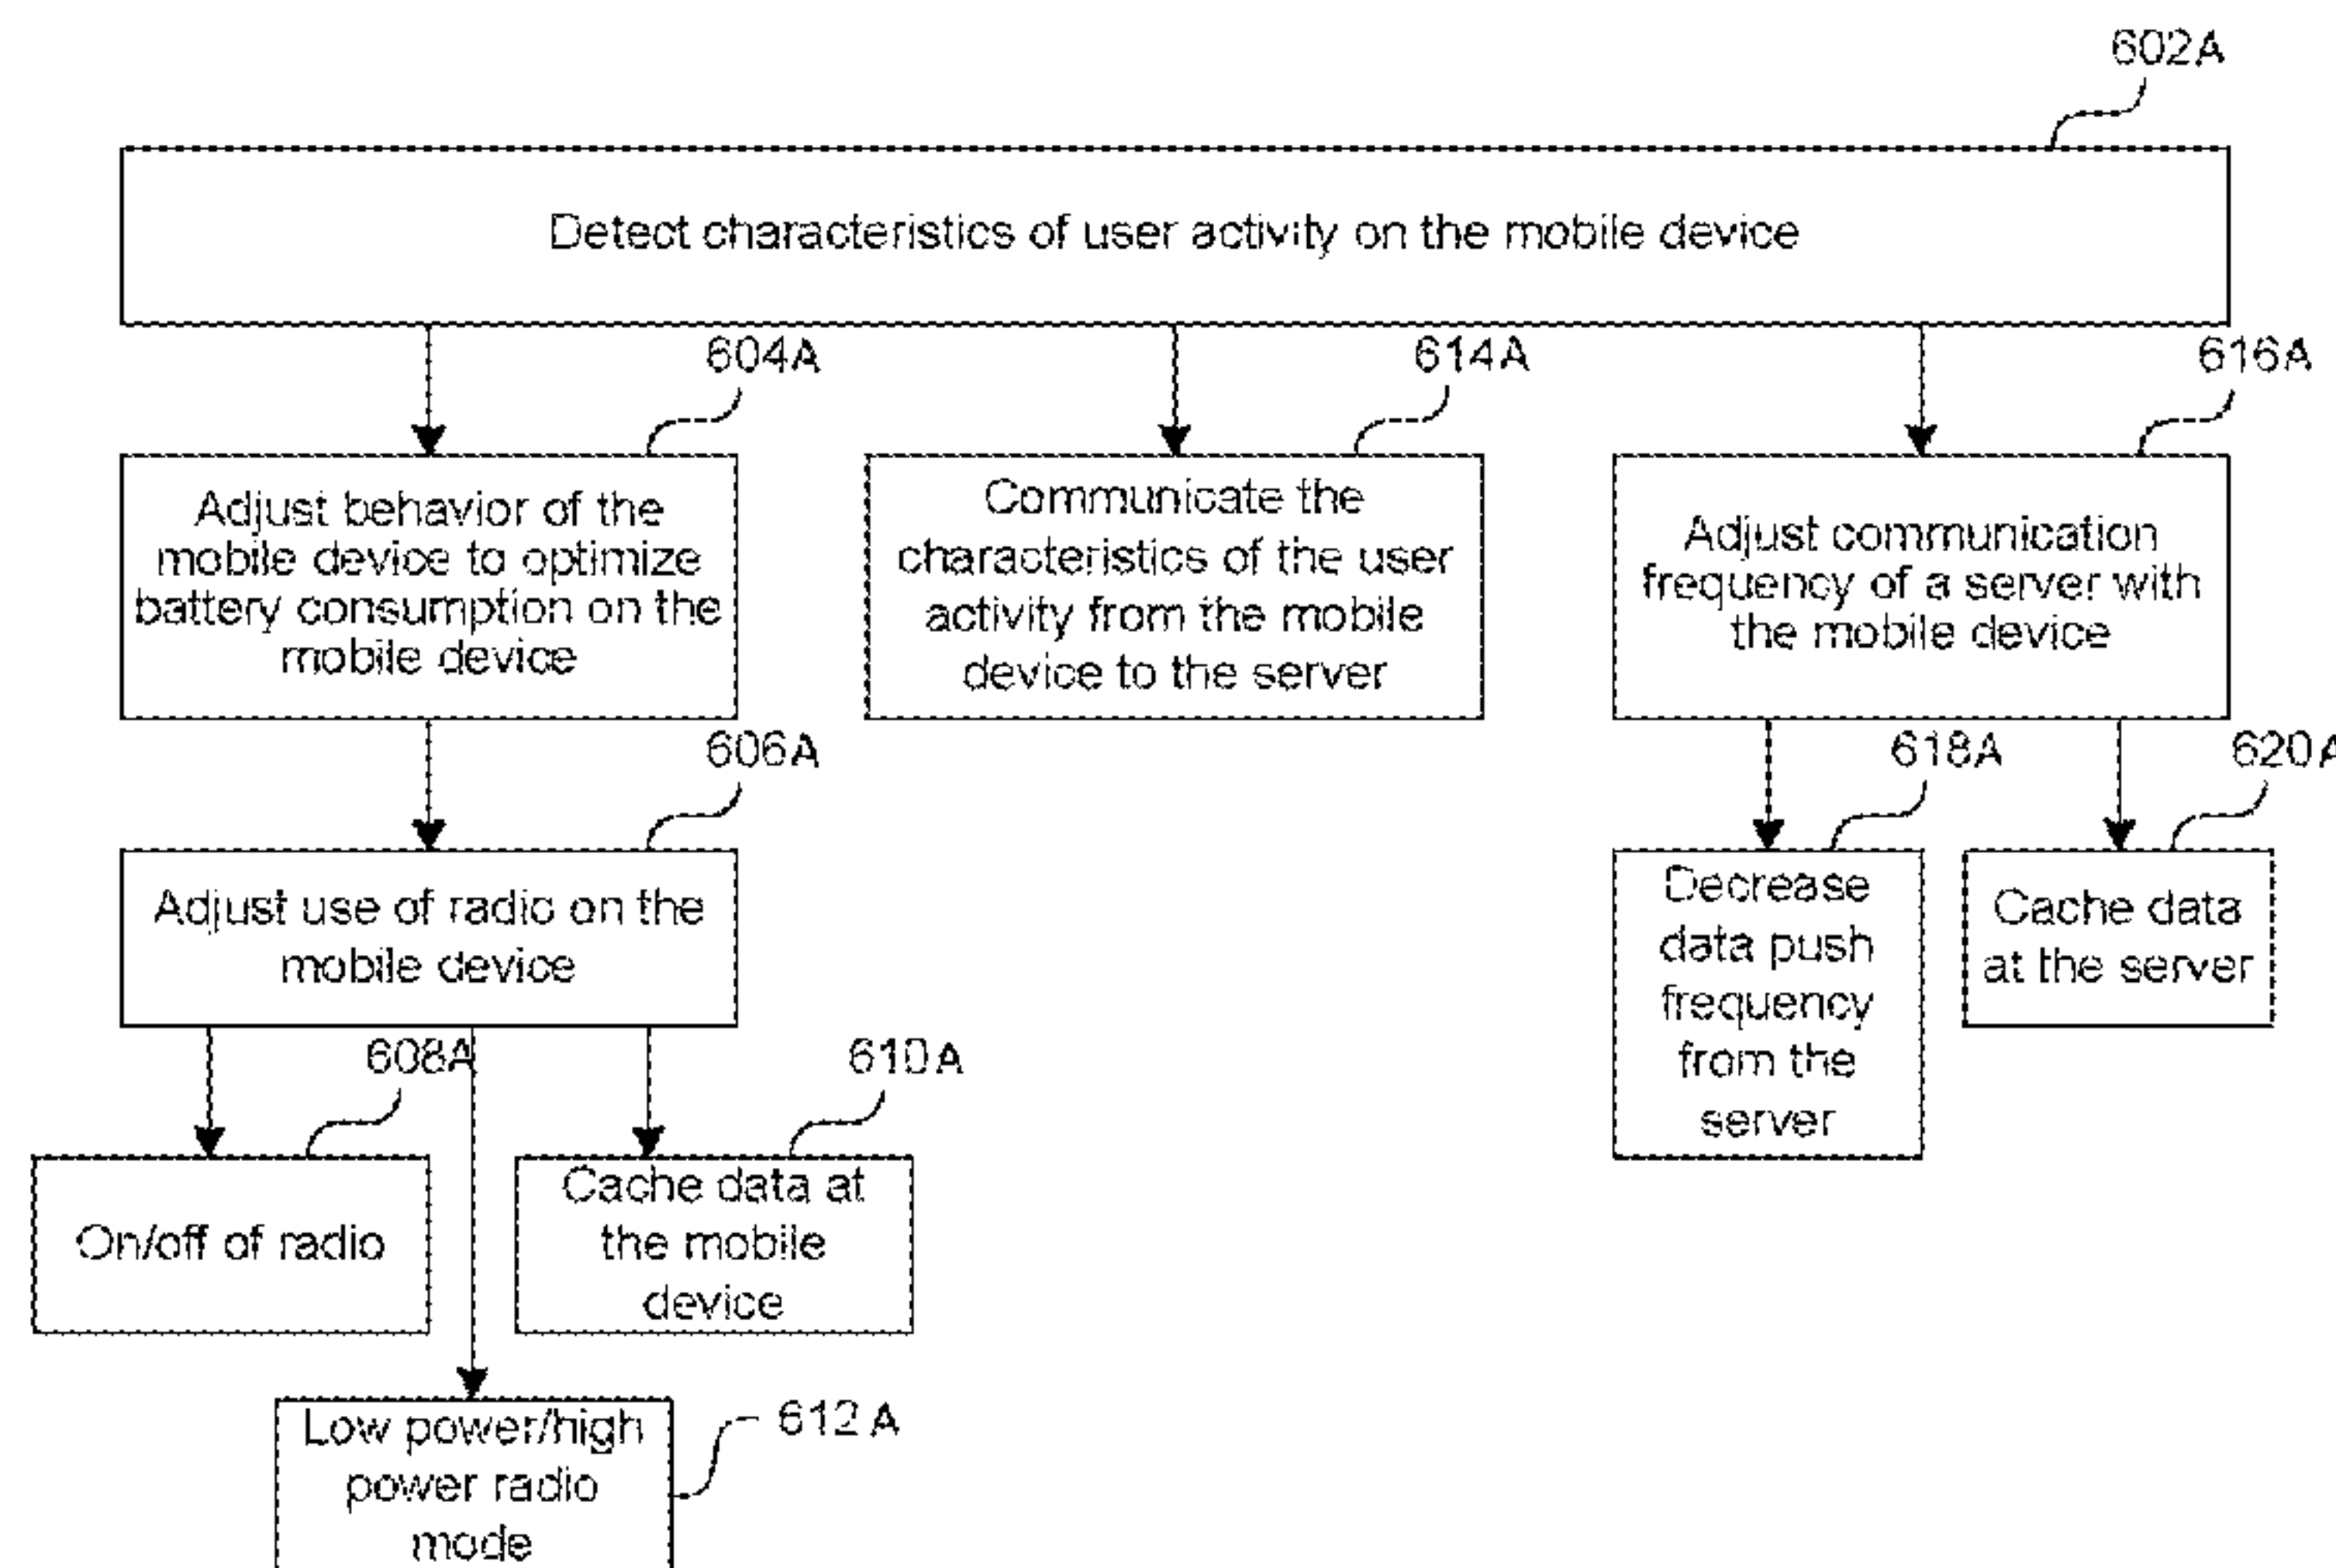 602A
Detect characteristics of user activity on the mobile device
604A
614A
616A
Adjust behavior of the
mobile device to optimize
battery consumption on the
mobile device
Communicate the
characteristics of the user
activity from the mobile
device to the server
Adjust communication
frequency of a server with
the mobile device
606A
618A
620A
Adjust use of radio on the
mobile device
Decrease
data push
frequency
from the
server
Cache data
at the server
608A
610A
On/off of radio
Cache data at
the mobile
device
Low power/high
power radio
mode
612A